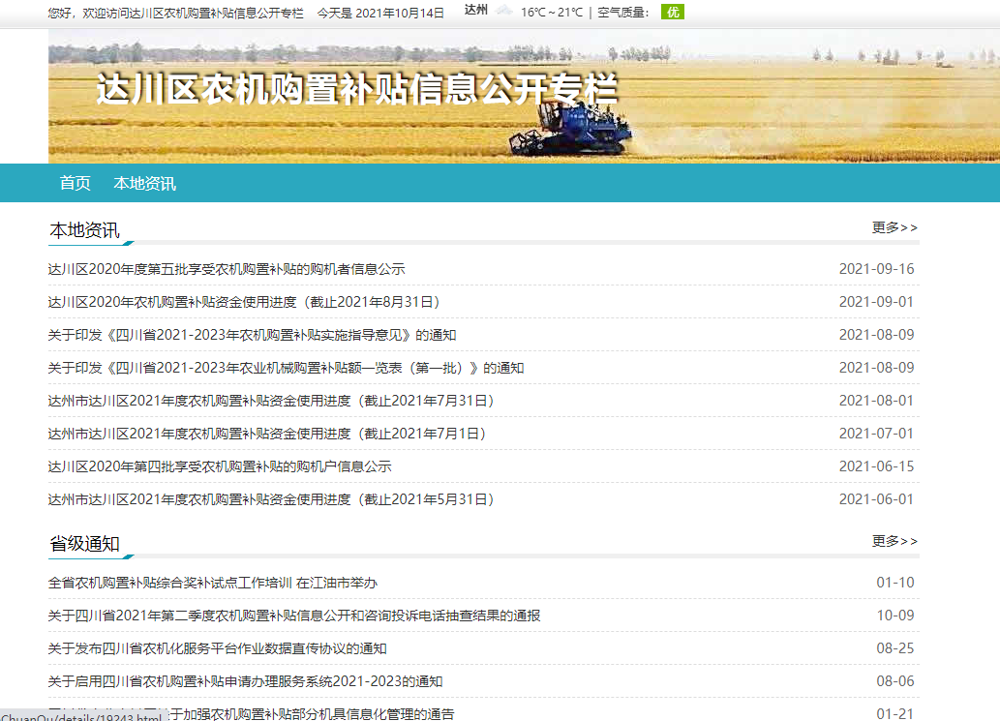 您好，欢迎访问达川区农机购置补贴信息公开专栏 今天是 2021年10月14日 达州 16℃～21℃ | 空气质量： 优
达川区农机购置补贴信息公开专栏
首页 本地资讯
本地资讯 更多>>
达川区2020年度第五批享受农机购置补贴的购机者信息公示 2021-09-16
达川区2020年农机购置补贴资金使用进度（截止2021年8月31日） 2021-09-01
关于印发《四川省2021-2023年农机购置补贴实施指导意见》的通知 2021-08-09
关于印发《四川省2021-2023年农业机械购置补贴额一览表（第一批）》的通知 2021-08-09
达州市达川区2021年度农机购置补贴资金使用进度（截止2021年7月31日） 2021-08-01
达州市达川区2021年度农机购置补贴资金使用进度（截止2021年7月1日） 2021-07-01
达川区2020年第四批享受农机购置补贴的购机户信息公示 2021-06-15
达州市达川区2021年度农机购置补贴资金使用进度（截止2021年5月31日） 2021-06-01
省级通知 更多>>
全省农机购置补贴综合奖补试点工作培训 在江油市举办 01-10
关于四川省2021年第二季度农机购置补贴信息公开和咨询投诉电话抽查结果的通报 10-09
关于发布四川省农机化服务平台作业数据直传协议的通知 08-25
关于启用四川省农机购置补贴申请办理服务系统2021-2023的通知 08-06
于加强农机购置补贴部分机具信息化管理的通告 01-21
ChuanQu/details/19243.html